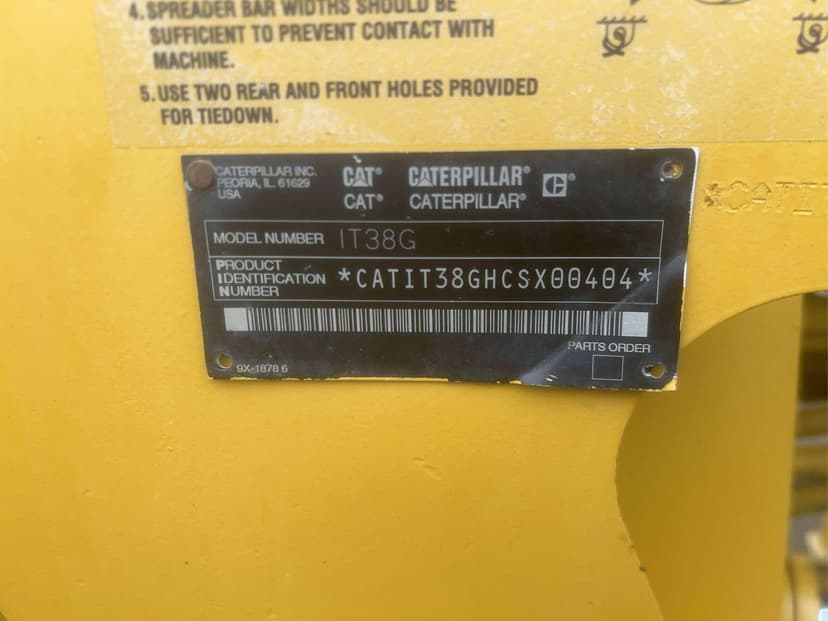 4. SPREADER BAR WIDTHS SHOULD BE
SUFFICIENT TO PREVENT CONTACT WITH
MACHINE.
5. USE TWO REAR AND FRONT HOLES PROVIDED
FOR TIEDOWN.
CATERPILLAR INC.
PEORIA, IL. 61629
USA
CAT® CATERPILLAR® C
CAT® CATERPILLAR®
MODEL NUMBER IT38G
PRODUCT
IDENTIFICATION
NUMBER
*CATIT38GHCSX00404*
PARTS ORDER
9X-1878 6
*CATIT